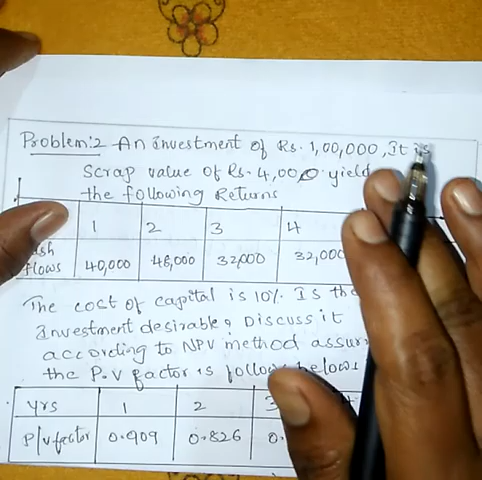 Problem:2 An investment of Rs. 1,00,000, It is
Scrap value of Rs. 4,000 yield
the following Returns
1 2 3 4
flows 40,000 48,000 32,000 32,000
The cost of capital is 10%. Is the
investment desirable? Discuss it
according to NPV method
the P.V factor is follow below:
yrs 1 2 3
P/v factor 0.909 0.826 0.